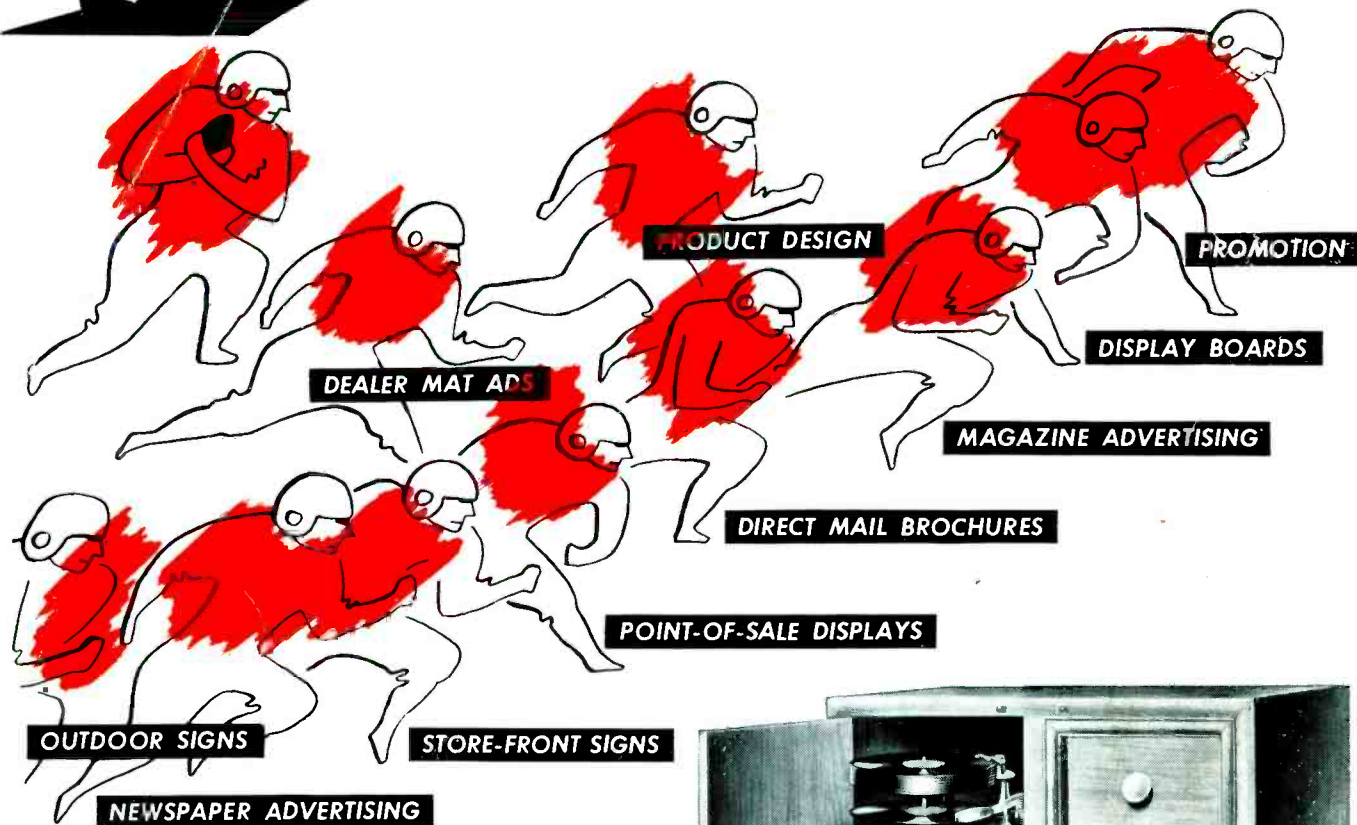 PRODUCT DESIGN
PROMOTION
DISPLAY BOARDS
DEALER MAT ADS
MAGAZINE ADVERTISING
DIRECT MAIL BROCHURES
POINT-OF-SALE DISPLAYS
OUTDOOR SIGNS
STORE-FRONT SIGNS
NEWSPAPER ADVERTISING